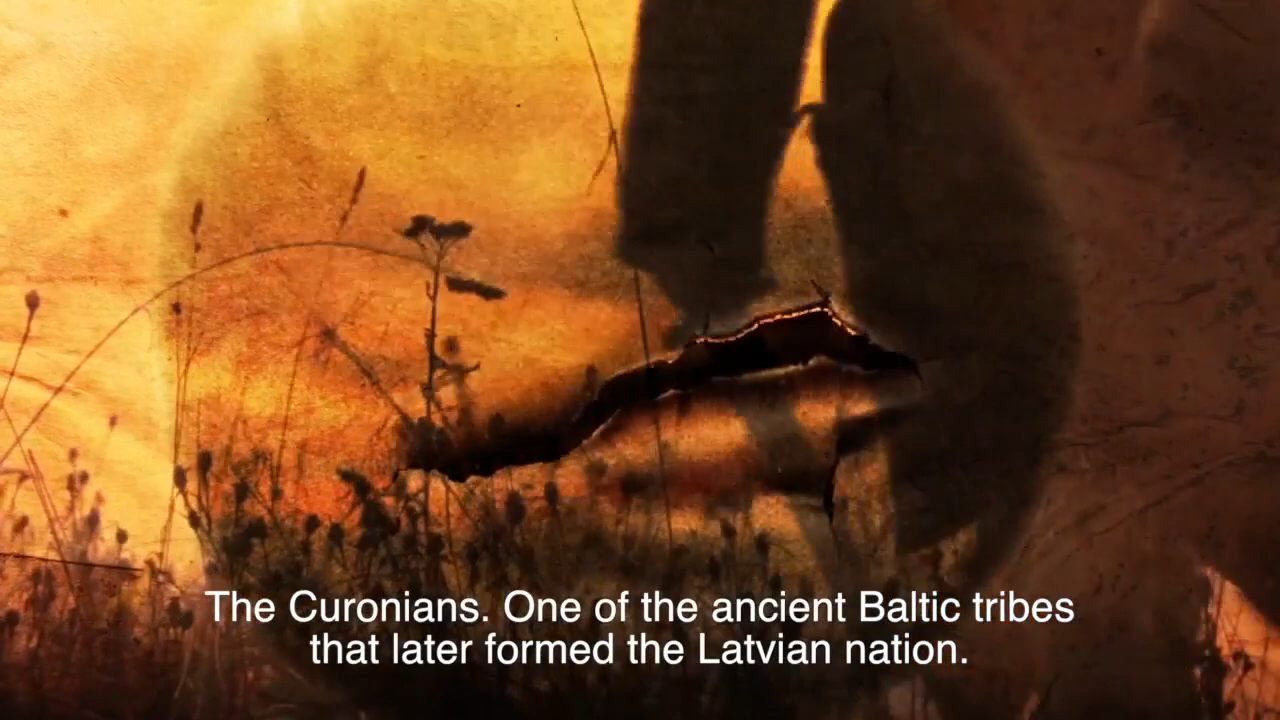 The Curonians. One of the ancient Baltic tribes
that later formed the Latvian nation.